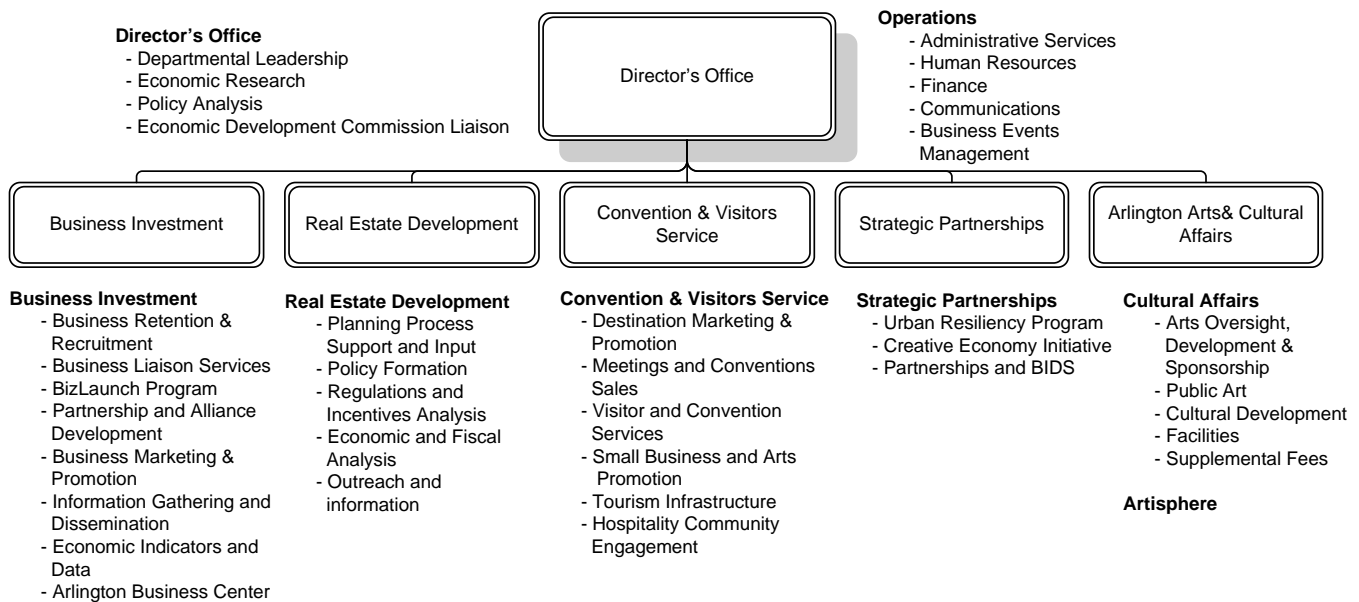 Director's Office
- Departmental Leadership
- Economic Research
- Policy Analysis
- Economic Development Commission Liaison
Director's Office
Operations
- Administrative Services
- Human Resources
- Finance
- Communications
- Business Events
Management
Business Investment
Real Estate Development
Convention & Visitors
Service
Strategic Partnerships
Arlington Arts& Cultural
Affairs
Business Investment
- Business Retention &
Recruitment
- Business Liaison Services
- BizLaunch Program
- Partnership and Alliance
Development
- Business Marketing &
Promotion
- Information Gathering and
Dissemination
- Economic Indicators and
Data
- Arlington Business Center
Real Estate Development
- Planning Process
Support and Input
- Policy Formation
- Regulations and
Incentives Analysis
- Economic and Fiscal
Analysis
- Outreach and
information
Convention & Visitors Service
- Destination Marketing &
Promotion
- Meetings and Conventions
Sales
- Visitor and Convention
Services
- Small Business and Arts
Promotion
- Tourism Infrastructure
- Hospitality Community
Engagement
Strategic Partnerships
- Urban Resiliency Program
- Creative Economy Initiative
- Partnerships and BIDS
Cultural Affairs
- Arts Oversight,
Development &
Sponsorship
- Public Art
- Cultural Development
- Facilities
- Supplemental Fees
Artisphere